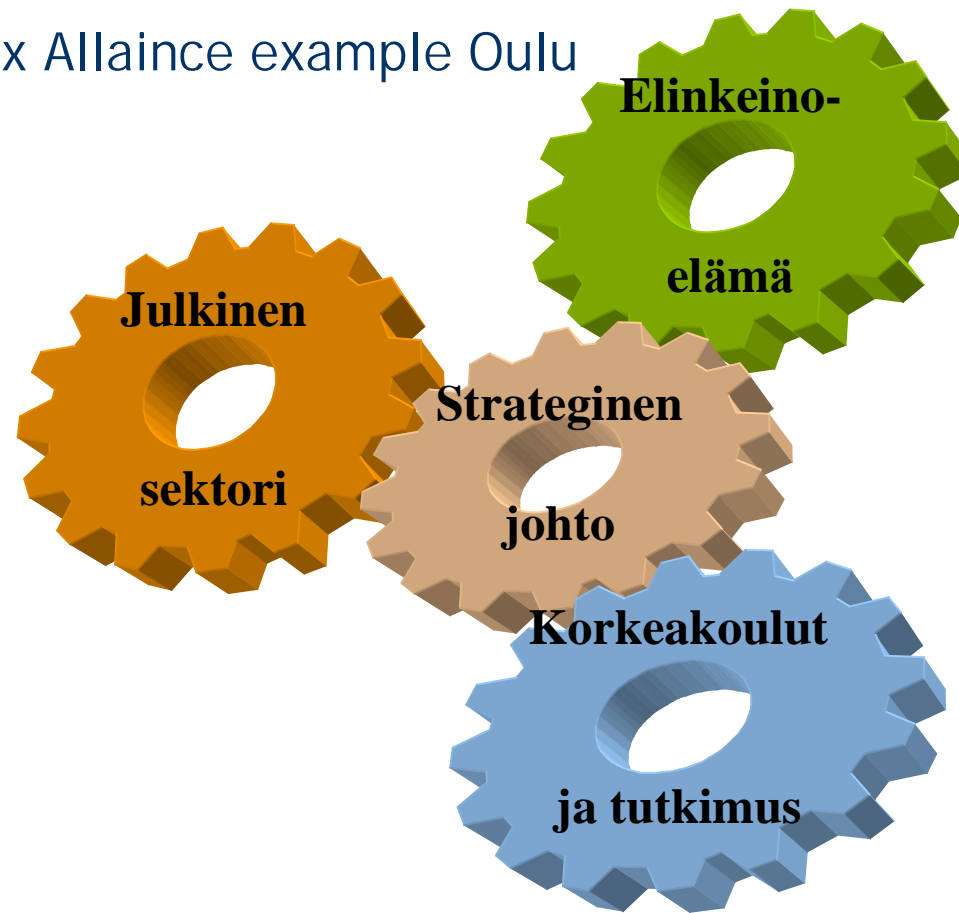 x Allaince example Oulu
Elinkeino-
elämä
Julkinen
sektori
Strateginen
johto
Korkeakoulut
ja tutkimus